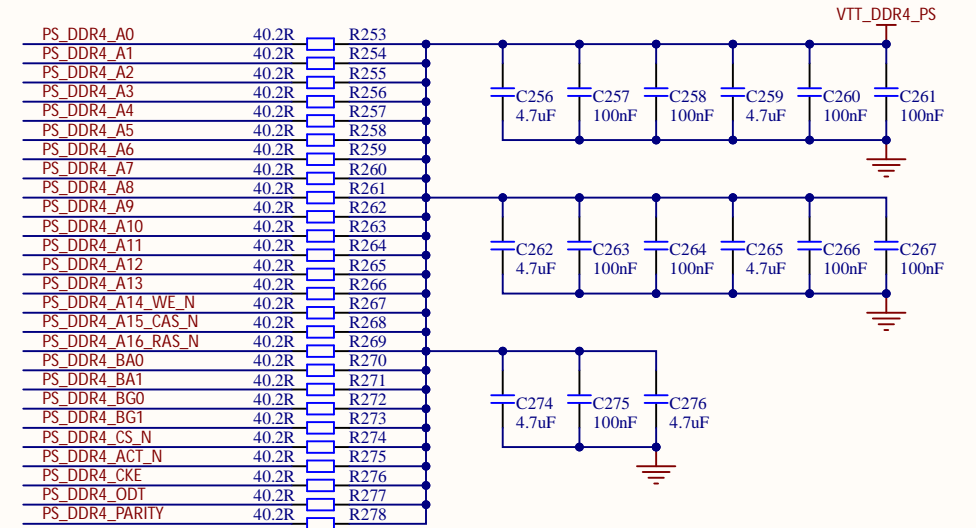 VTT_DDR4_PS
PS_DDR4_A0 40.2R R253
PS_DDR4_A1 40.2R R254
PS_DDR4_A2 40.2R R255
PS_DDR4_A3 40.2R R256
PS_DDR4_A4 40.2R R257
PS_DDR4_A5 40.2R R258
PS_DDR4_A6 40.2R R259
PS_DDR4_A7 40.2R R260
PS_DDR4_A8 40.2R R261
PS_DDR4_A9 40.2R R262
PS_DDR4_A10 40.2R R263
PS_DDR4_A11 40.2R R264
PS_DDR4_A12 40.2R R265
PS_DDR4_A13 40.2R R266
PS_DDR4_A14_WE_N 40.2R R267
PS_DDR4_A15_CAS_N 40.2R R268
PS_DDR4_A16_RAS_N 40.2R R269
PS_DDR4_BA0 40.2R R270
PS_DDR4_BA1 40.2R R271
PS_DDR4_BG0 40.2R R272
PS_DDR4_BG1 40.2R R273
PS_DDR4_CS_N 40.2R R274
PS_DDR4_ACT_N 40.2R R275
PS_DDR4_CKE 40.2R R276
PS_DDR4_ODT 40.2R R277
PS_DDR4_PARITY 40.2R R278
C256 C257 C258 C259 C260 C261
4.7uF 100nF 100nF 4.7uF 100nF 100nF
C262 C263 C264 C265 C266 C267
4.7uF 100nF 100nF 4.7uF 100nF 100nF
C274 C275 C276
4.7uF 100nF 4.7uF